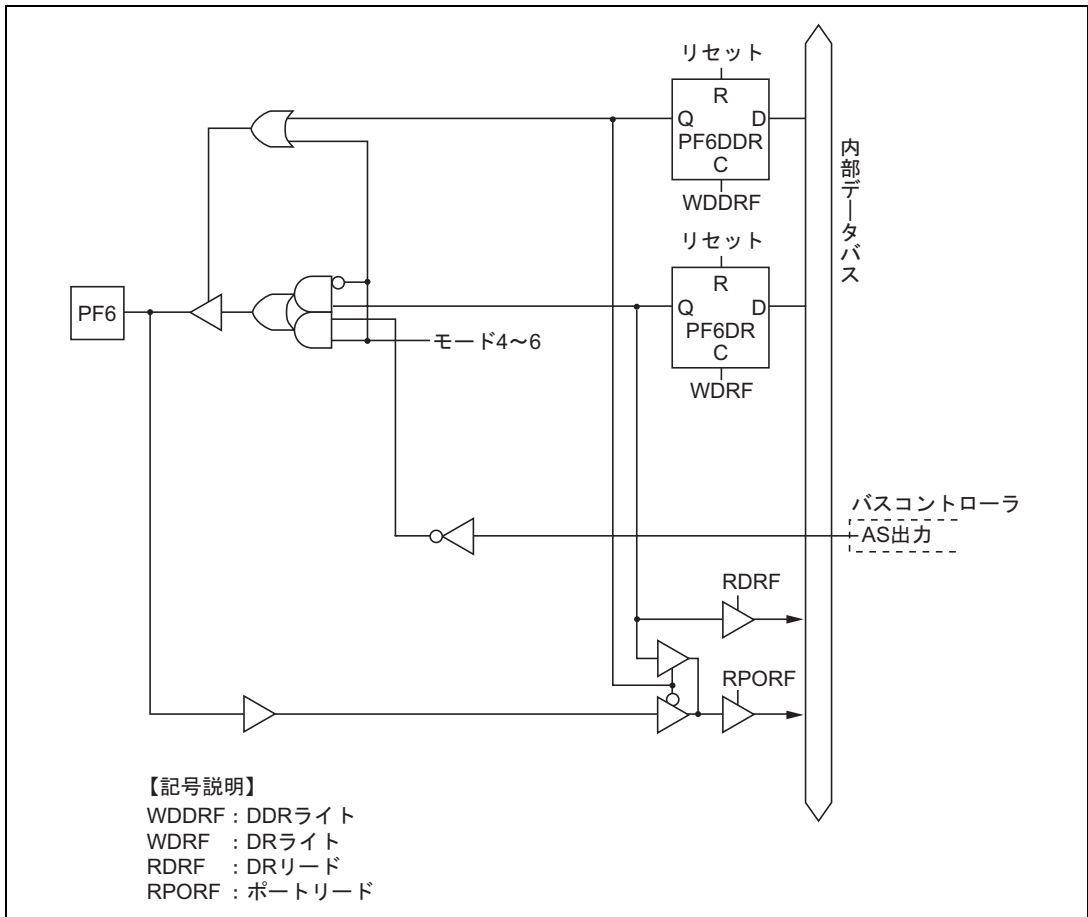 リセット
R
Q D
PF6DDR
C
WDDRF
内部データバス
リセット
R
Q D
PF6DR
C
WDRF
PF6
モード4～6
バスコントローラ
AS出力
RDRF
RPORF
【記号説明】
WDDRF：DDRライト
WDRF ：DRライト
RDRF ：DRリード
RPORF：ポートリード